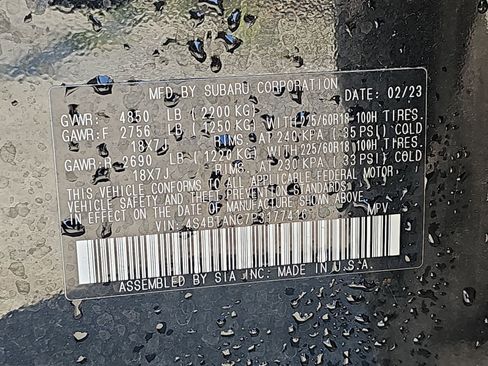 MFD. BY SUBARU CORPORATION DATE: 02/23
GVWR: 4850 LB (2200 KG)
GAWR:F 2756 LB (1250 KG) WITH 225/60R18 100H TIRES.
18X7J RIMS. AT 240 KPA (35 PSI) COLD
GAWR:R 2690 LB (1220 KG) WITH 225/60R18 100H TIRES.
18X7J RIMS. AT 230 KPA (33 PSI) COLD
THIS VEHICLE CONFORMS TO ALL APPLICABLE FEDERAL MOTOR
VEHICLE SAFETY AND THEFT PREVENTION STANDARDS
IN EFFECT ON THE DATE OF MANUFACTURE SHOWN ABOVE.
VIN: MPV
ASSEMBLED BY SIA INC: MADE IN U.S.A.